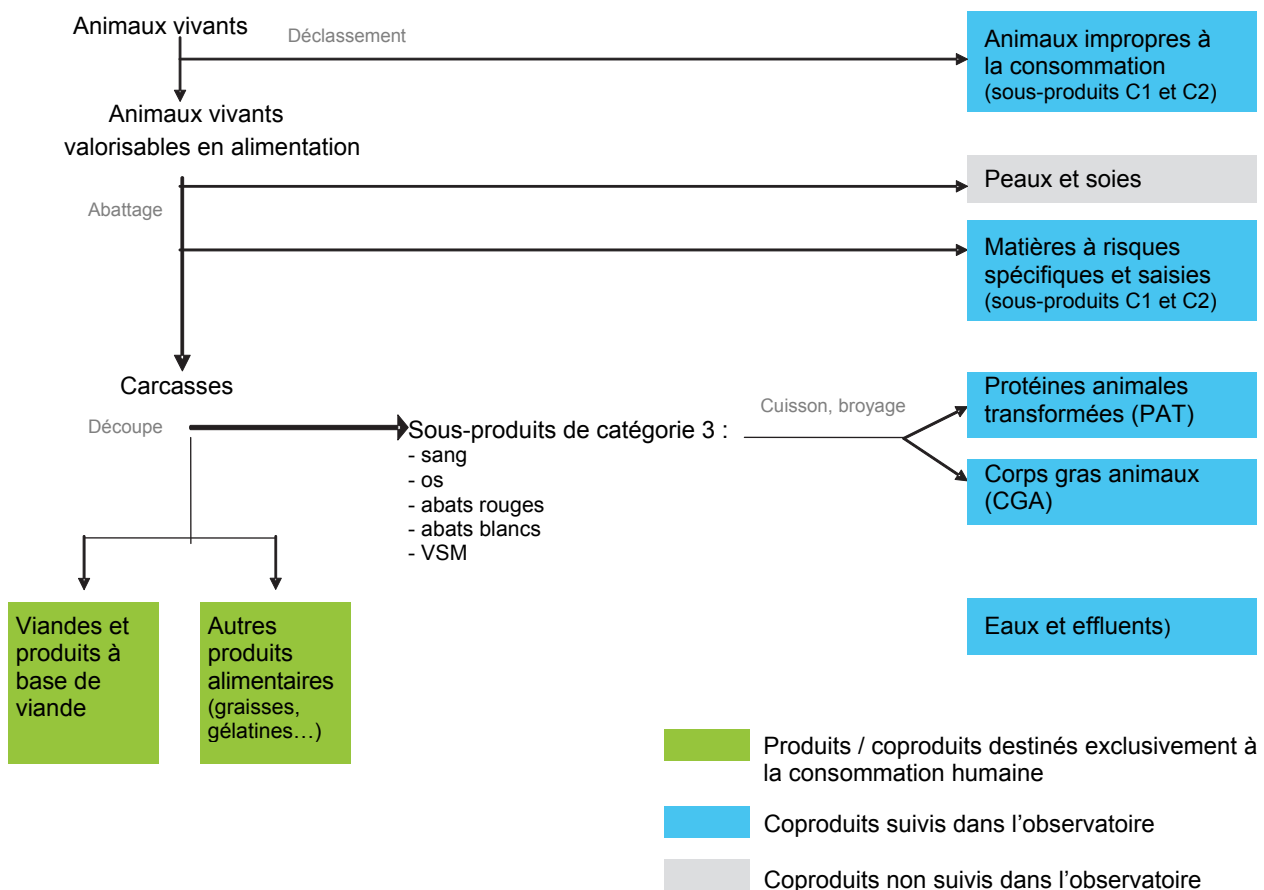 Animaux vivants
Déclassement
Animaux impropres à
la consommation
(sous-produits C1 et C2)
Animaux vivants
valorisables en alimentation
Peaux et soies
Abattage
Matières à risques
spécifiques et saisies
(sous-produits C1 et C2)
Carcasses
Protéines animales
transformées (PAT)
Découpe
Cuisson, broyage
Sous-produits de catégorie 3 :
- sang
- os
- abats rouges
- abats blancs
- VSM
Corps gras animaux
(CGA)
Viandes et
produits à
base de
viande
Autres
produits
alimentaires
(graisses,
gélatines…)
Eaux et effluents)
Produits / coproduits destinés exclusivement à
la consommation humaine
Coproduits suivis dans l’observatoire
Coproduits non suivis dans l’observatoire